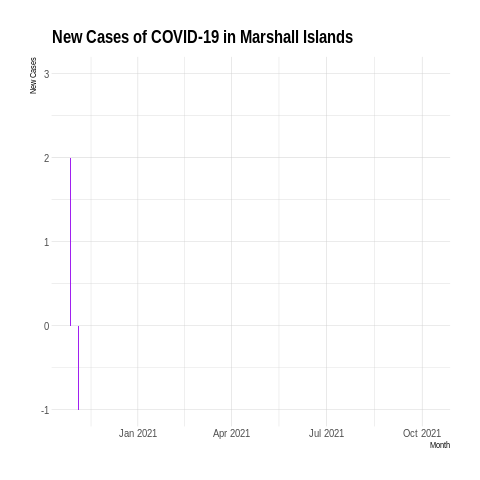 New Cases of COVID-19 in Marshall Islands
New Cases
3
2
1
0
-1
Jan 2021 Apr 2021 Jul 2021 Oct 2021
Month